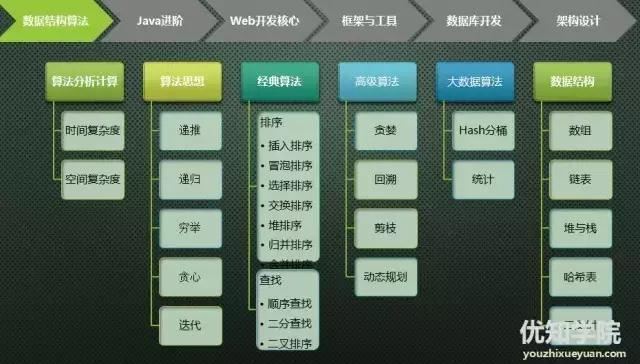 数据结构算法
Java进阶
Web开发核心
框架与工具
数据库开发
架构设计
算法分析计算
时间复杂度
空间复杂度
算法思想
递推
递归
穷举
贪心
迭代
经典算法
排序
• 插入排序
• 冒泡排序
• 选择排序
• 交换排序
• 堆排序
• 归并排序
查找
• 顺序查找
• 二分查找
• 二叉排序
高级算法
贪婪
回溯
剪枝
动态规划
大数据算法
Hash分桶
统计
数据结构
数组
链表
堆与栈
哈希表
优知学院
youzhixueyuan.com